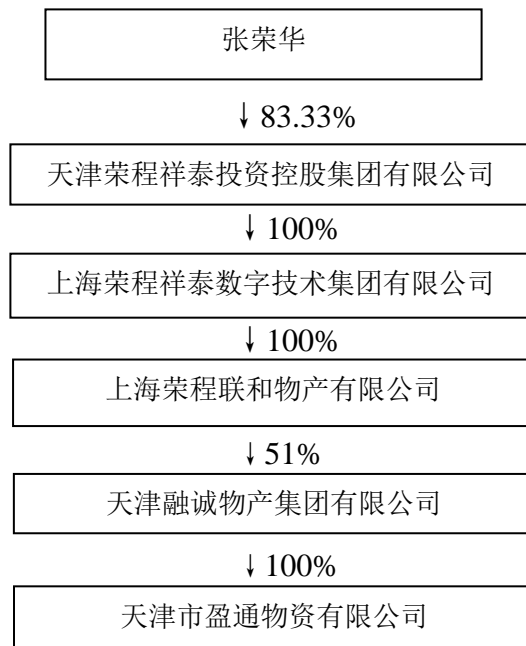 张荣华
↓ 83.33%
天津荣程祥泰投资控股集团有限公司
↓ 100%
上海荣程祥泰数字技术集团有限公司
↓ 100%
上海荣程联和物产有限公司
↓ 51%
天津融诚物产集团有限公司
↓ 100%
天津市盈通物资有限公司